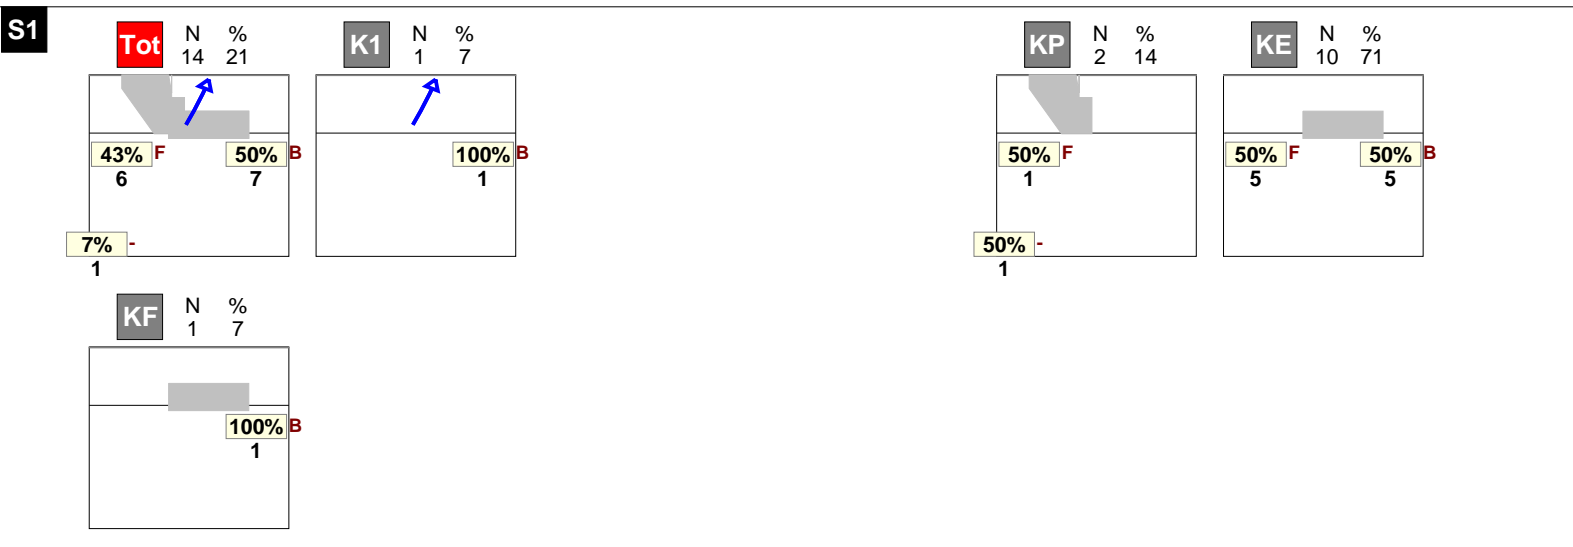 S1
Tot N % 14 21
K1 N % 1 7
KP N % 2 14
KE N % 10 71
43% F 50% B
6 7
7% -
1
100% B
1
50% F
1
50% -
1
50% F 50% B
5 5
KF N % 1 7
100% B
1